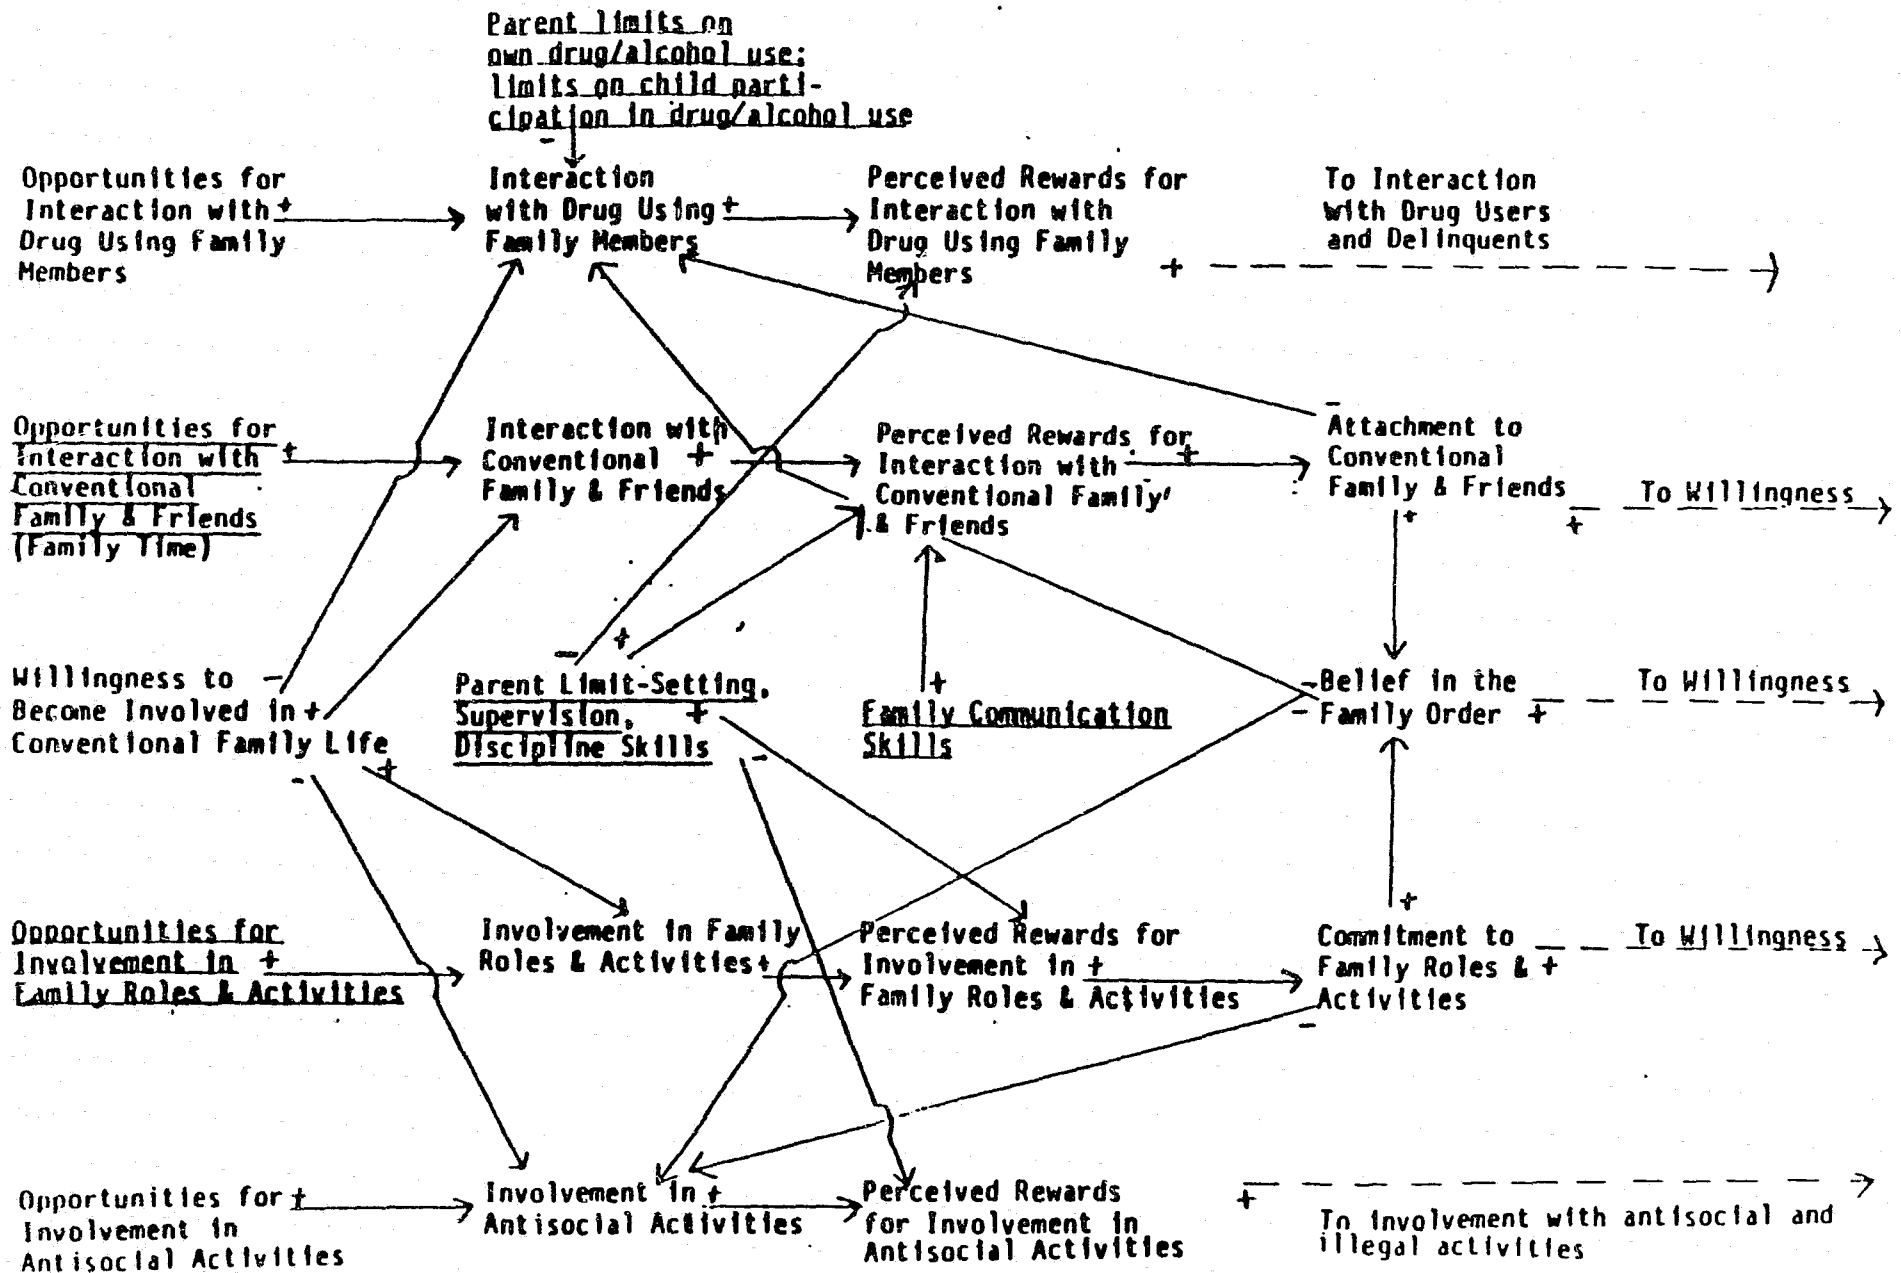 Parent limits on
own drug/alcohol use;
limits on child parti-
cipation in drug/alcohol use
-
Opportunities for
Interaction with +
Drug Using Family
Members
Interaction
with Drug Using +
Family Members
Perceived Rewards for
Interaction with
Drug Using Family
Members
+
To Interaction
with Drug Users
and Delinquents
Opportunities for
Interaction with +
Conventional
Family & Friends
(Family Time)
Interaction with
Conventional +
Family & Friends
Perceived Rewards for
Interaction with +
Conventional Family
& Friends
-
Attachment to
Conventional
Family & Friends
+
+
To Willingness
Willingness to -
Become Involved in +
Conventional Family Life
- +
- +
Parent Limit-Setting,
Supervision, +
Discipline Skills
-
+
Family Communication
Skills
-Belief in the
-Family Order +
To Willingness
Opportunities for
Involvement in +
Family Roles & Activities
Involvement in Family
Roles & Activities +
Perceived Rewards for
Involvement in +
Family Roles & Activities
+
Commitment to
Family Roles & +
Activities
-
To Willingness
Opportunities for +
Involvement in
Antisocial Activities
Involvement in +
Antisocial Activities
Perceived Rewards
for Involvement in
Antisocial Activities
+
To involvement with antisocial and
illegal activities